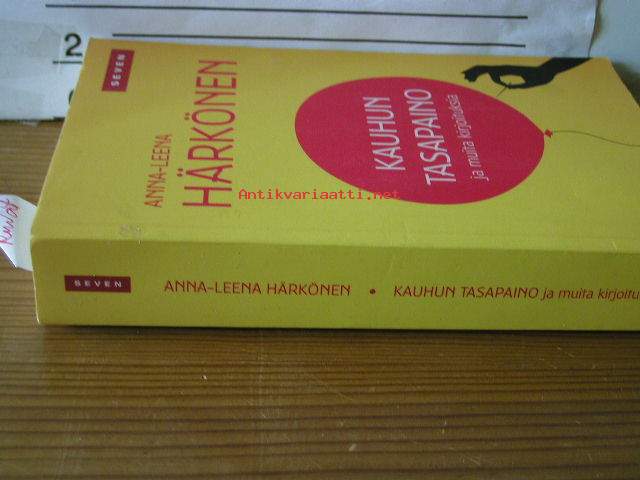 2
SEVEN
ANNA-LEENA
HÄRKÖNEN
KAUHUN
TASAPAINO
ja muita kirjoituksia
Antikvariaatti.net
SEVEN
ANNA-LEENA HÄRKÖNEN • KAUHUN TASAPAINO ja muita kirjoitu